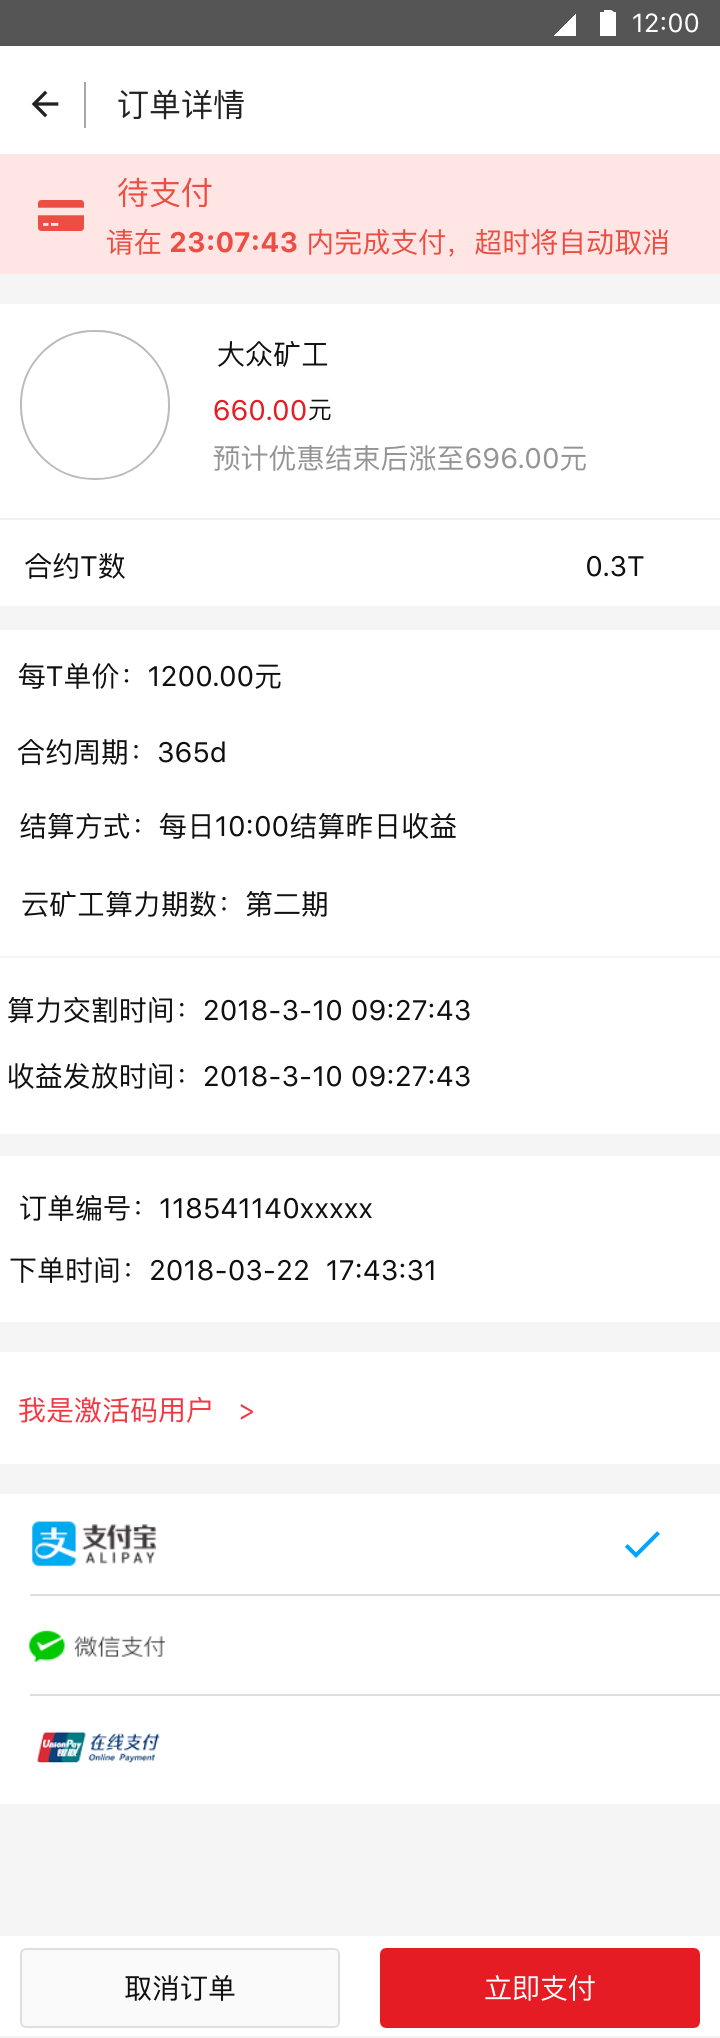 12:00
订单详情
待支付
请在 23:07:43 内完成支付，超时将自动取消
大众矿工
660.00元
预计优惠结束后涨至696.00元
合约T数 0.3T
每T单价：1200.00元
合约周期：365d
结算方式：每日10:00结算昨日收益
云矿工算力期数：第二期
算力交割时间：2018-3-10 09:27:43
收益发放时间：2018-3-10 09:27:43
订单编号：118541140xxxxx
下单时间：2018-03-22 17:43:31
我是激活码用户 >
支 支付宝
ALIPAY
微信支付
UnionPay 在线支付
银联 Online Payment
取消订单 立即支付